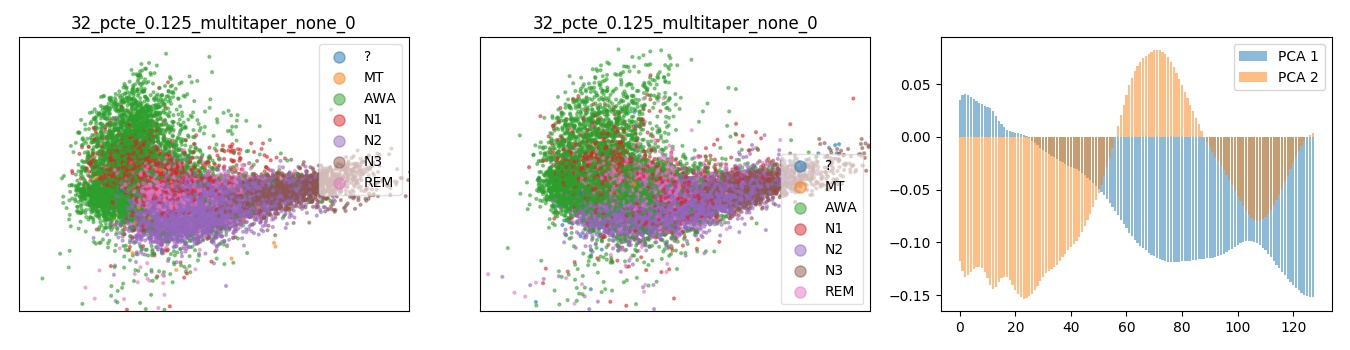 32_pcte_0.125_multitaper_none_0
?
MT
AWA
N1
N2
N3
REM
32_pcte_0.125_multitaper_none_0
?
MT
AWA
N1
N2
N3
REM
PCA 1
PCA 2
0.05
0.00
−0.05
−0.10
−0.15
0 20 40 60 80 100 120